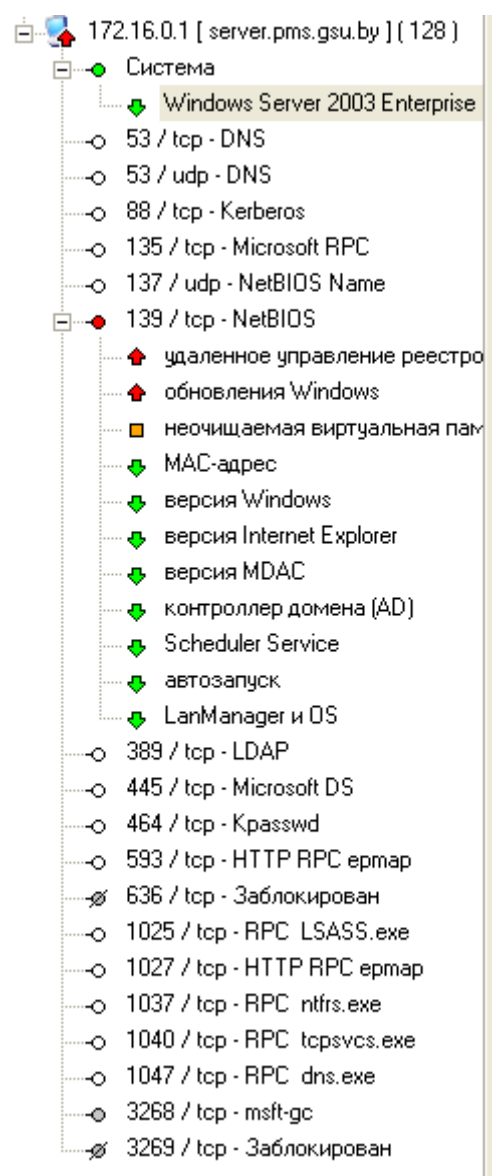 172.16.0.1 [ server.pms.gsu.by ] ( 128 )
Система
Windows Server 2003 Enterprise
53 / tcp - DNS
53 / udp - DNS
88 / tcp - Kerberos
135 / tcp - Microsoft RPC
137 / udp - NetBIOS Name
139 / tcp - NetBIOS
удаленное управление реестро
обновления Windows
неочищаемая виртуальная пам
MAC-адрес
версия Windows
версия Internet Explorer
версия MDAC
контроллер домена (AD)
Scheduler Service
автозапуск
LanManager и OS
389 / tcp - LDAP
445 / tcp - Microsoft DS
464 / tcp - Kpasswd
593 / tcp - HTTP RPC epmap
636 / tcp - Заблокирован
1025 / tcp - RPC LSASS.exe
1027 / tcp - HTTP RPC epmap
1037 / tcp - RPC ntfrs.exe
1040 / tcp - RPC tcpsvcs.exe
1047 / tcp - RPC dns.exe
3268 / tcp - msft-gc
3269 / tcp - Заблокирован